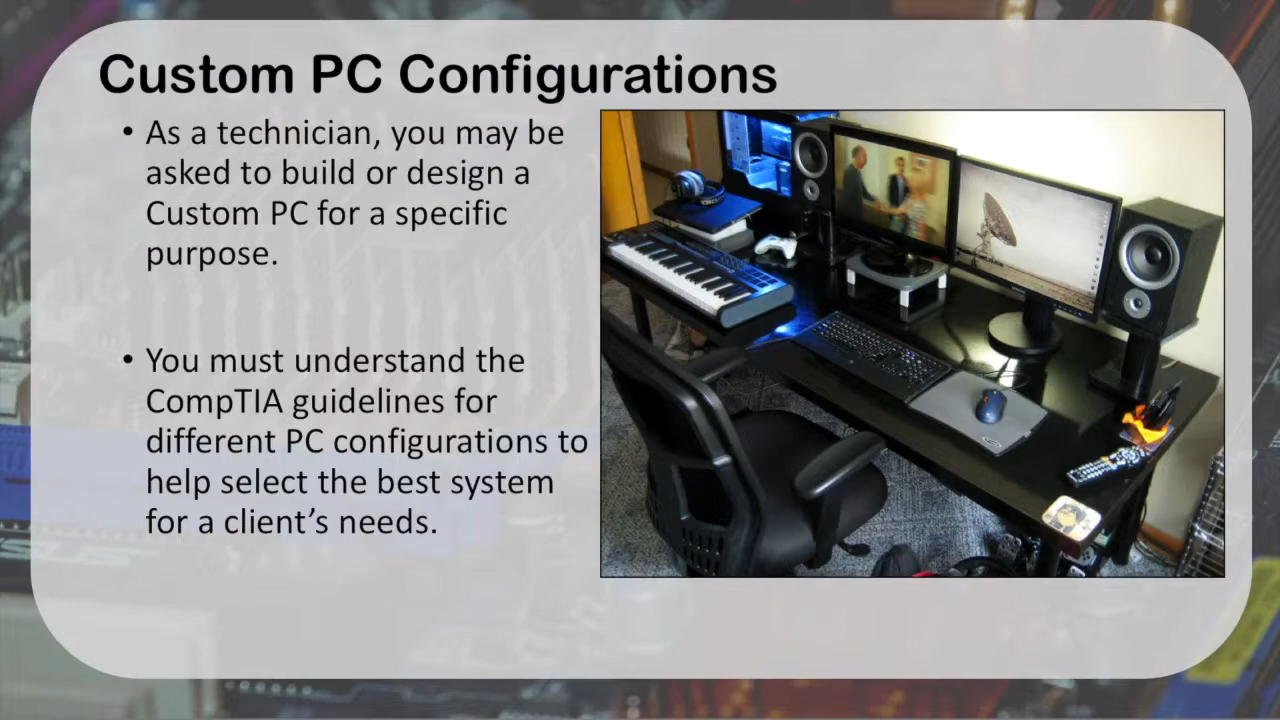 Custom PC Configurations
• As a technician, you may be
asked to build or design a
Custom PC for a specific
purpose.
• You must understand the
CompTIA guidelines for
different PC configurations to
help select the best system
for a client’s needs.